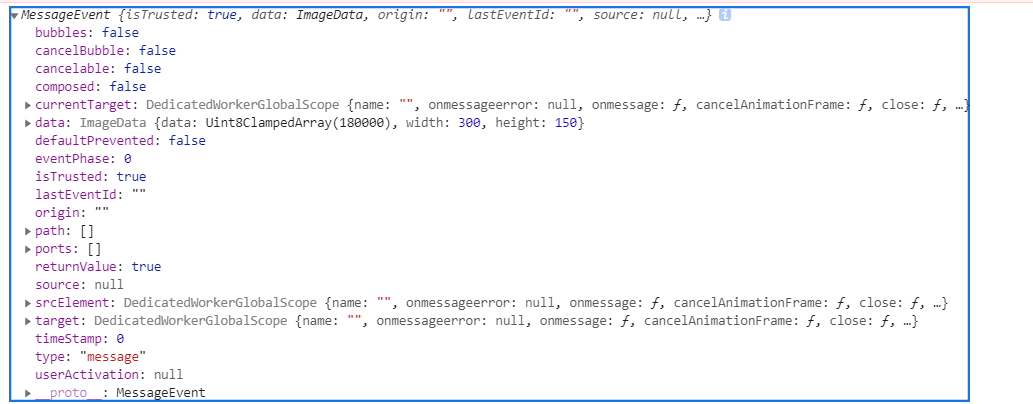 ▼MessageEvent {isTrusted: true, data: ImageData, origin: "", lastEventId: "", source: null, …} i
bubbles: false
cancelBubble: false
cancelable: false
composed: false
▶currentTarget: DedicatedWorkerGlobalScope {name: "", onmessageerror: null, onmessage: ƒ, cancelAnimationFrame: ƒ, close: ƒ, …}
▶data: ImageData {data: Uint8ClampedArray(180000), width: 300, height: 150}
defaultPrevented: false
eventPhase: 0
isTrusted: true
lastEventId: ""
origin: ""
▶path: []
▶ports: []
returnValue: true
source: null
▶srcElement: DedicatedWorkerGlobalScope {name: "", onmessageerror: null, onmessage: ƒ, cancelAnimationFrame: ƒ, close: ƒ, …}
▶target: DedicatedWorkerGlobalScope {name: "", onmessageerror: null, onmessage: ƒ, cancelAnimationFrame: ƒ, close: ƒ, …}
timeStamp: 0
type: "message"
userActivation: null
▶__proto__: MessageEvent